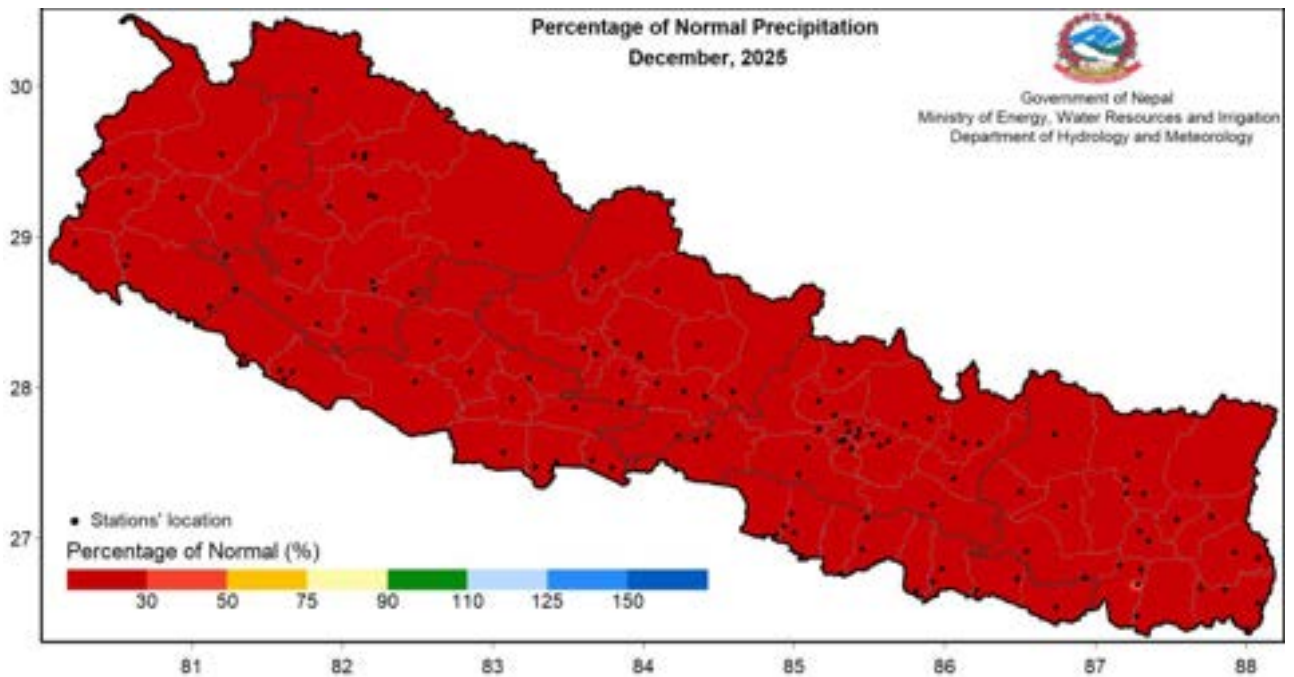 Percentage of Normal Precipitation
December, 2025
Government of Nepal
Ministry of Energy, Water Resources and Irrigation
Department of Hydrology and Meteorology
30
29
28
27
Stations' location
Percentage of Normal (%)
30 50 75 90 110 125 150
81 82 83 84 85 86 87 88